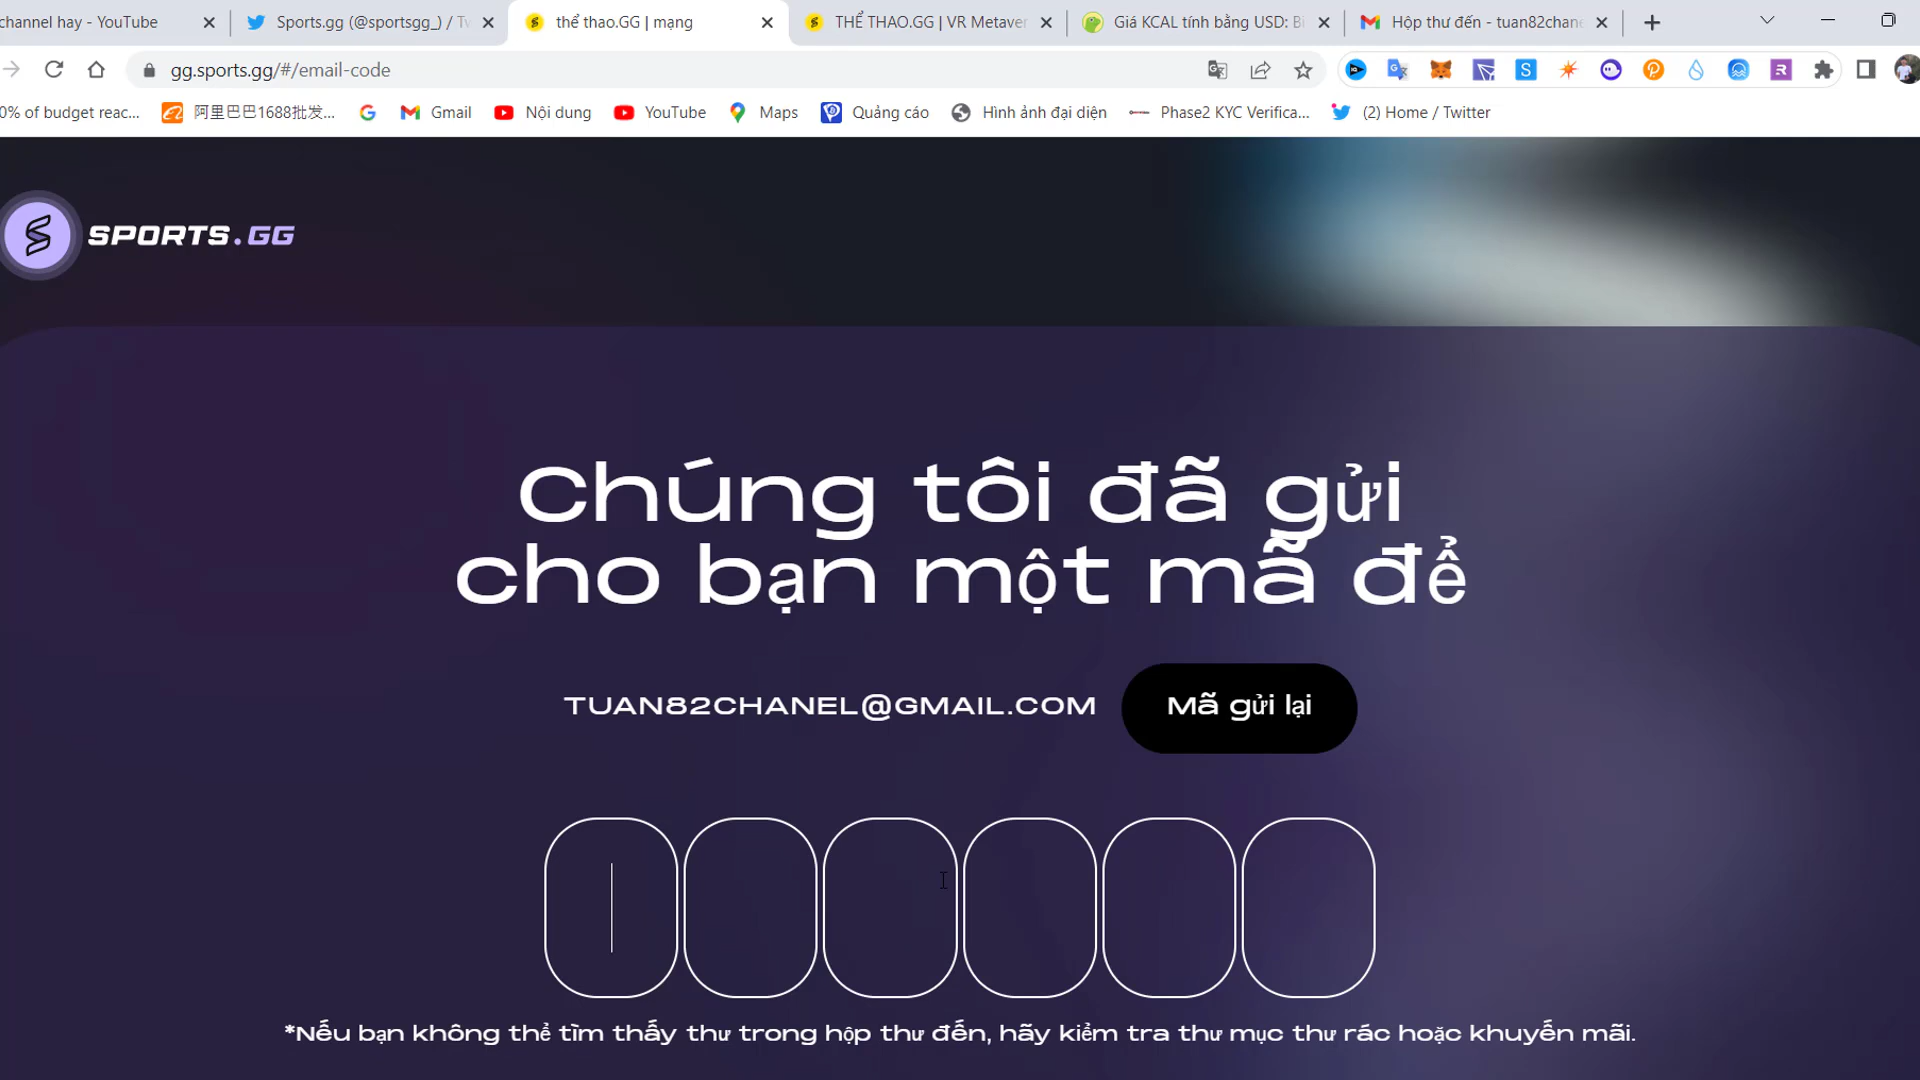 channel hay - YouTube
Sports.gg (@sportsgg_) / Tw
thể thao.GG | mạng
THỂ THAO.GG | VR Metaver
Giá KCAL tính bằng USD: Bi
Hộp thư đến - tuan82chane
gg.sports.gg/#/email-code
0% of budget reac...
阿里巴巴1688批发...
Gmail
Nội dung
YouTube
Maps
Quảng cáo
Hình ảnh đại diện
Phase2 KYC Verifica...
(2) Home / Twitter
SPORTS.GG
Chúng tôi đã gửi
cho bạn một mã để
TUAN82CHANEL@GMAIL.COM
Mã gửi lại
*Nếu bạn không thể tìm thấy thư trong hộp thư đến, hãy kiểm tra thư mục thư rác hoặc khuyến mãi.